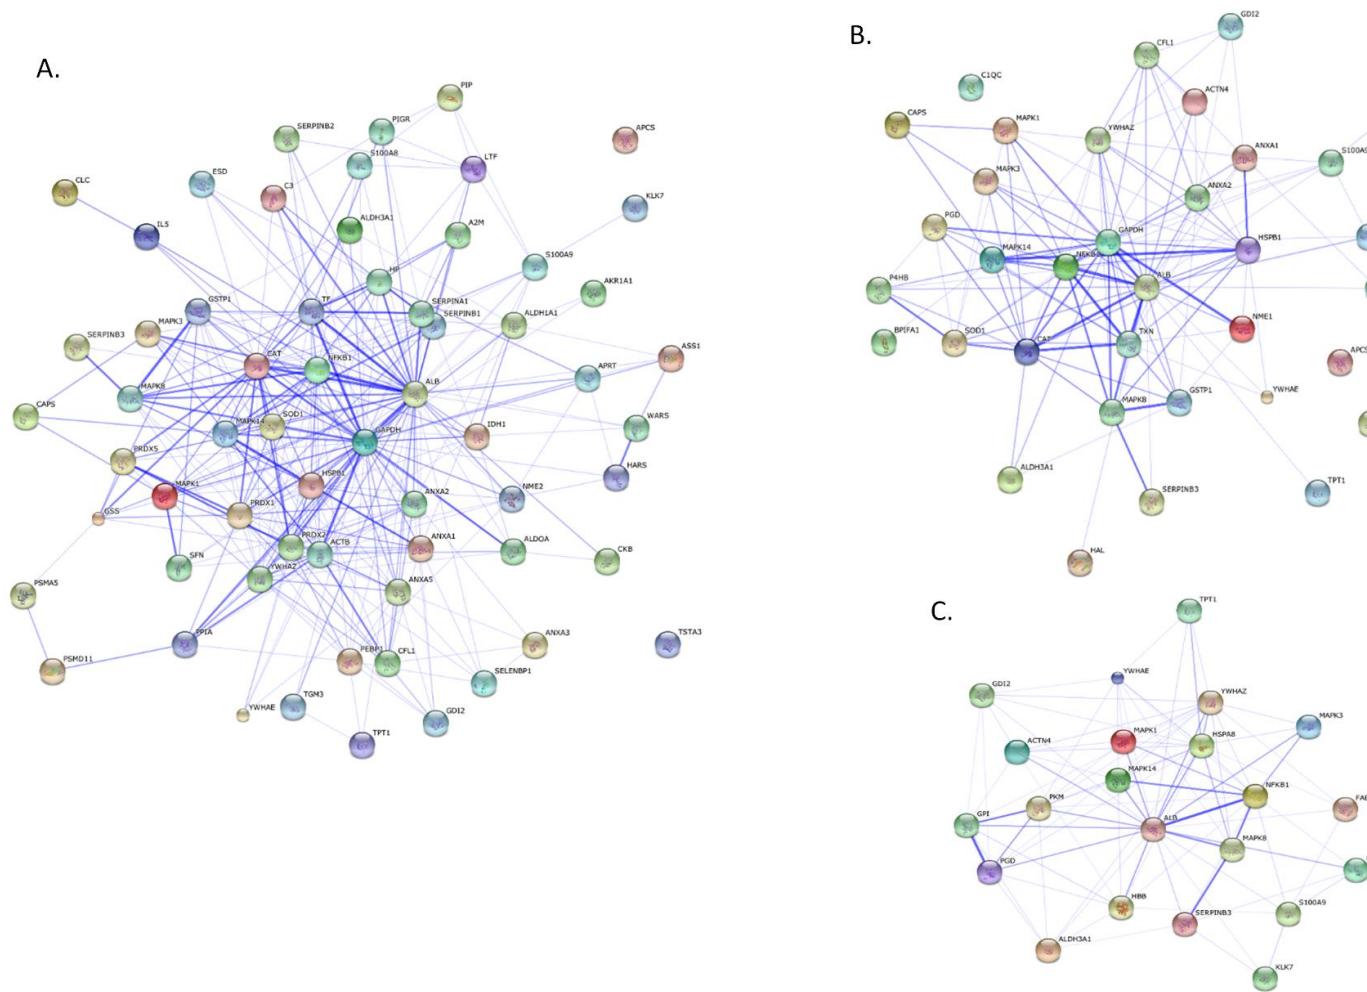 A.
PIP
PIGR
SERPINB2
APCS
S100A8
LTF
CLC
ESD
C3
KLK7
IL5
ALDH3A1
A2M
S100A9
HP
AKR1A1
GSTP1
TF
SERPINA1
SERPINB1
ALDH1A1
MAPK3
SERPINB3
CAT
NFKB1
ASS1
APRT
ALB
MAPK8
CAPS
MAPK14
SOD1
GAPDH
IDH1
WARS
PRDX5
MAPK1
HSPB1
HARS
GSS
PRDX1
ANXA2
NME2
PRDX2
ACTB
ANXA1
ALDOA
CKB
SFN
YWHAZ
ANXA5
PSMA5
PPIA
PEBP1
CFL1
ANXA3
TSTA3
PSMD11
SELENBP1
YWHAE
TGM3
GDI2
TPT1
B.
GDI2
CFL1
C1QC
ACTN4
CAPS
MAPK1
YWHAZ
ANXA1
S100A9
MAPK3
ANXA2
PGD
GAPDH
HSPB1
MAPK14
NFKB1
P4HB
ALB
NME1
BPIFA1
SOD1
CAT
TXN
APCS
MAPK8
GSTP1
YWHAE
ALDH3A1
SERPINB3
TPT1
HAL
C.
TPT1
YWHAE
GDI2
YWHAZ
MAPK3
ACTN4
MAPK1
HSPA8
MAPK14
NFKB1
PKM
GPI
ALB
MAPK8
PGD
HBB
SERPINB3
S100A9
ALDH3A1
KLK7